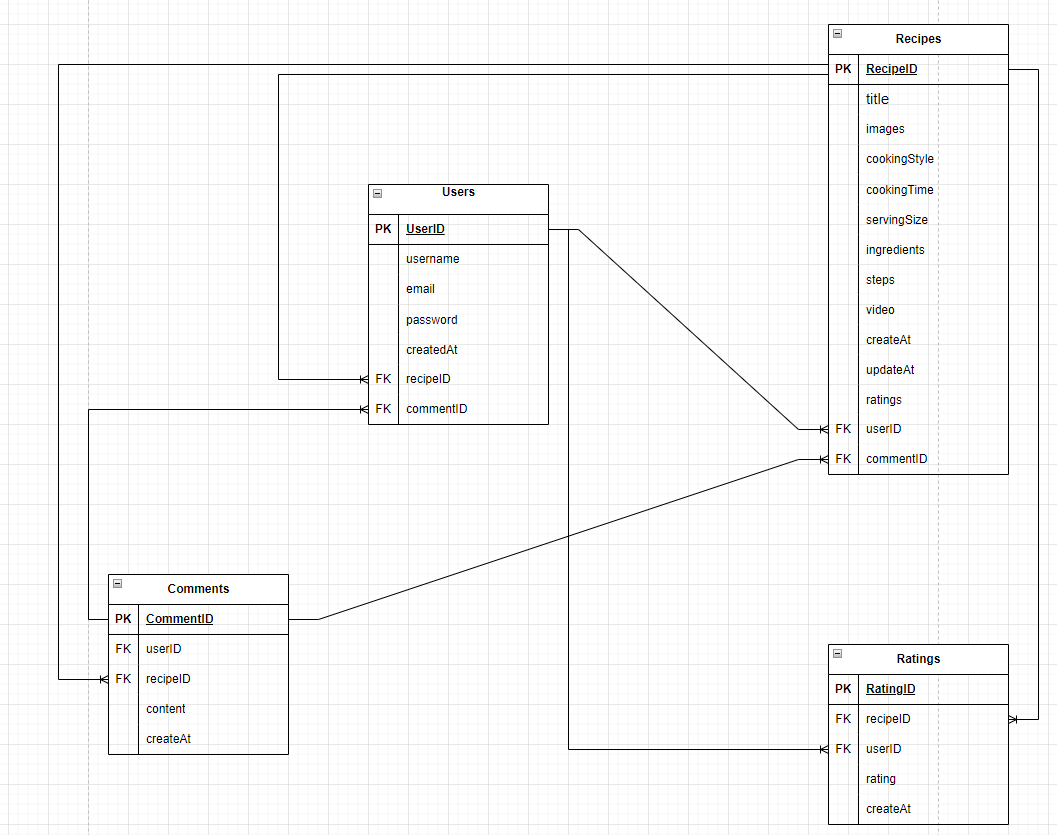 Recipes
PK RecipeID
title
images
cookingStyle
cookingTime
servingSize
ingredients
steps
video
createAt
updateAt
ratings
FK userID
FK commentID
Users
PK UserID
username
email
password
createdAt
FK recipeID
FK commentID
Comments
PK CommentID
FK userID
FK recipeID
content
createAt
Ratings
PK RatingID
FK recipeID
FK userID
rating
createAt